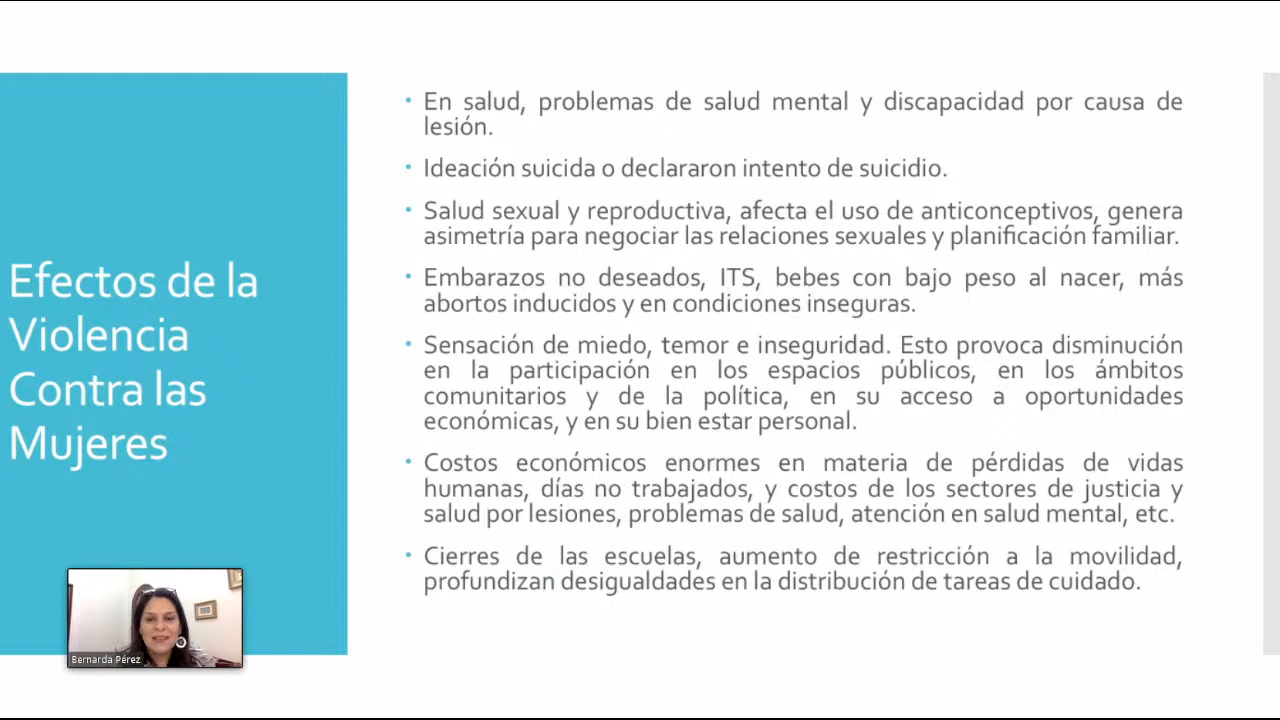 Efectos de la
Violencia
Contra las
Mujeres
• En salud, problemas de salud mental y discapacidad por causa de
lesión.
• Ideación suicida o declararon intento de suicidio.
• Salud sexual y reproductiva, afecta el uso de anticonceptivos, genera
asimetría para negociar las relaciones sexuales y planificación familiar.
• Embarazos no deseados, ITS, bebes con bajo peso al nacer, más
abortos inducidos y en condiciones inseguras.
• Sensación de miedo, temor e inseguridad. Esto provoca disminución
en la participación en los espacios públicos, en los ámbitos
comunitarios y de la política, en su acceso a oportunidades
económicas, y en su bien estar personal.
• Costos económicos enormes en materia de pérdidas de vidas
humanas, días no trabajados, y costos de los sectores de justicia y
salud por lesiones, problemas de salud, atención en salud mental, etc.
• Cierres de las escuelas, aumento de restricción a la movilidad,
profundizan desigualdades en la distribución de tareas de cuidado.
Bernarda Pérez